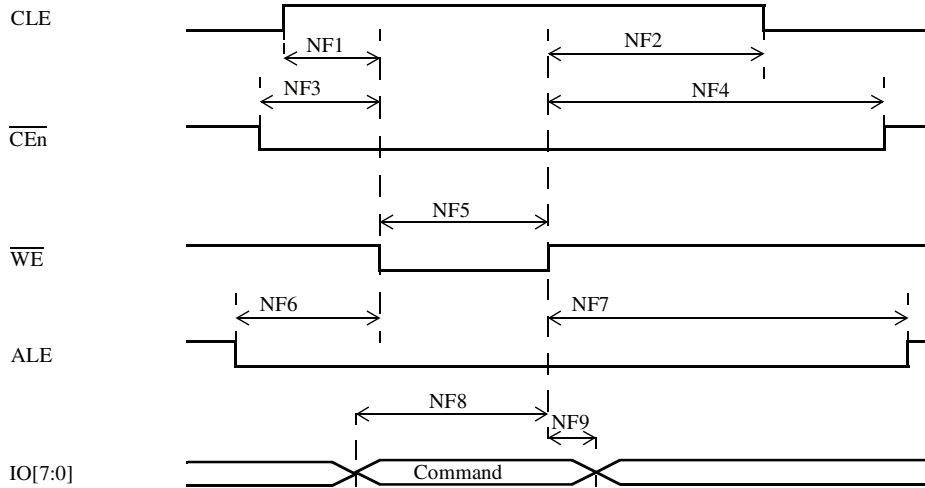 CLE
NF1
NF2
NF3
NF4
CEn
NF5
WE
NF6
NF7
ALE
NF8
NF9
IO[7:0]
Command